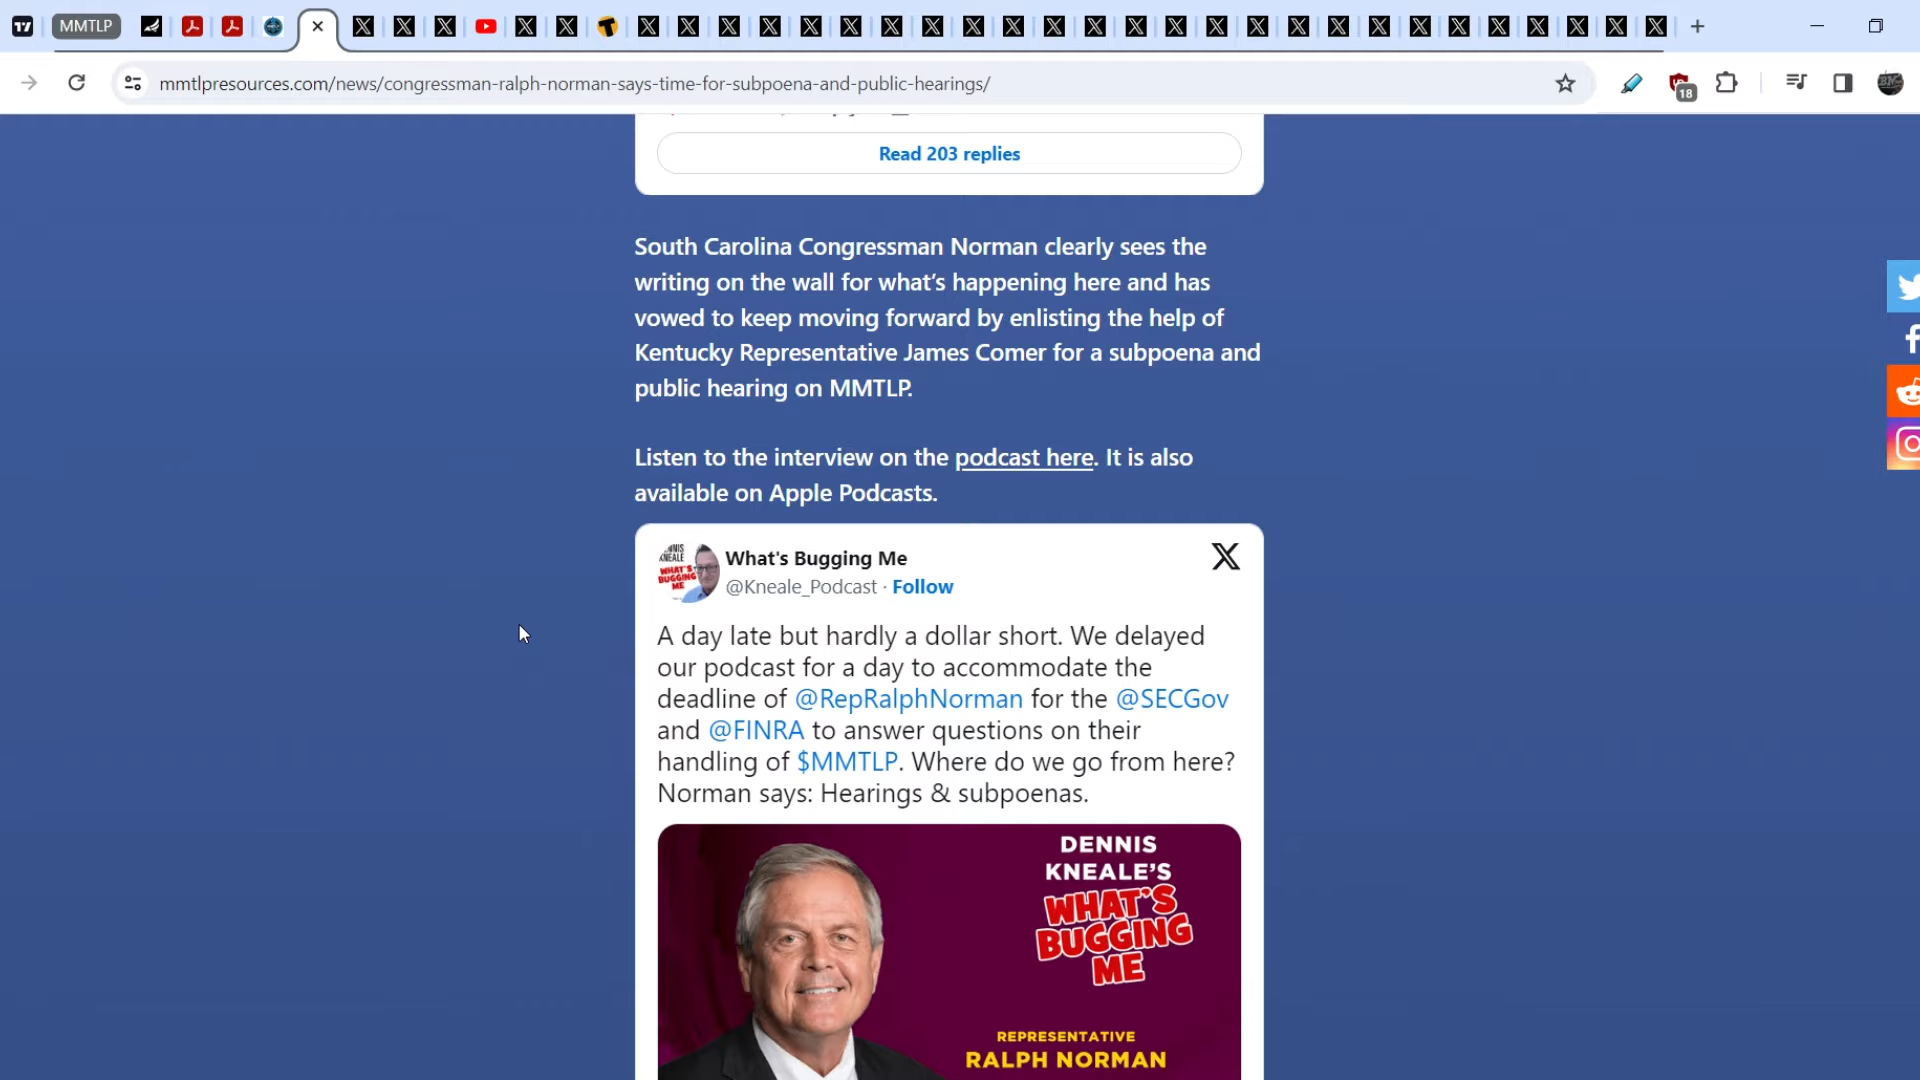 MMTLP
mmtlpresources.com/news/congressman-ralph-norman-says-time-for-subpoena-and-public-hearings/
18
Read 203 replies
South Carolina Congressman Norman clearly sees the
writing on the wall for what's happening here and has
vowed to keep moving forward by enlisting the help of
Kentucky Representative James Comer for a subpoena and
public hearing on MMTLP.
Listen to the interview on the podcast here. It is also
available on Apple Podcasts.
What's Bugging Me
@Kneale_Podcast · Follow
A day late but hardly a dollar short. We delayed
our podcast for a day to accommodate the
deadline of @RepRalphNorman for the @SECGov
and @FINRA to answer questions on their
handling of $MMTLP. Where do we go from here?
Norman says: Hearings & subpoenas.
DENNIS
KNEALE'S
WHAT'S
BUGGING
ME
REPRESENTATIVE
RALPH NORMAN